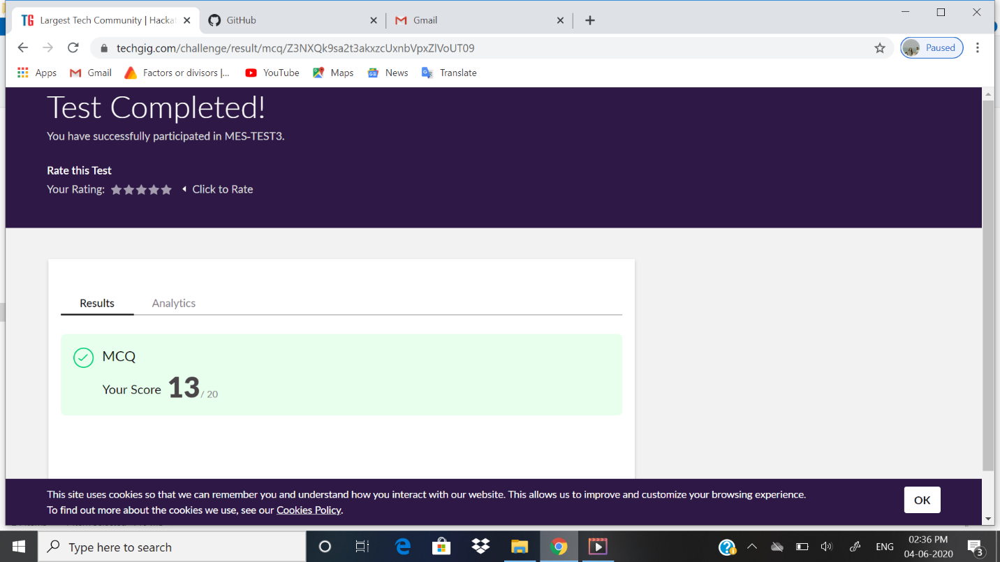 TG Largest Tech Community | Hacka
GitHub
Gmail
techgig.com/challenge/result/mcq/Z3NXQk9sa2t3akxzcUxnbVpxZlVoUT09
Paused
Apps Gmail Factors or divisors |... YouTube Maps News Translate
Test Completed!
You have successfully participated in MES-TEST3.
Rate this Test
Your Rating: Click to Rate
Results Analytics
MCQ
Your Score 13 / 20
This site uses cookies so that we can remember you and understand how you interact with our website. This allows us to improve and customize your browsing experience.
To find out more about the cookies we use, see our Cookies Policy.
OK
Type here to search
ENG
02:36 PM
04-06-2020
3